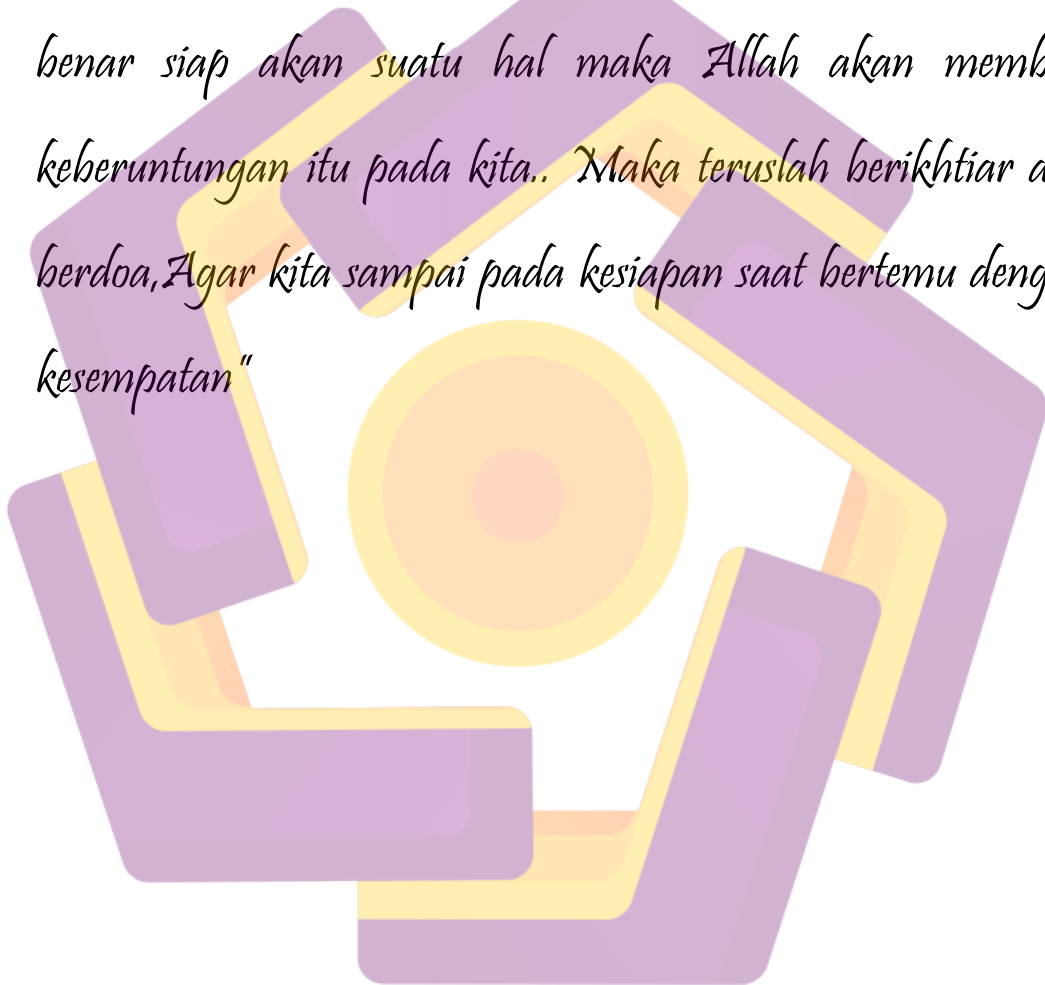 benar siap akan suatu hal maka Allah akan memb
keberuntungan itu pada kita.. Maka teruslah berikhtiar
berdoa,Agar kita sampai pada kesiapan saat bertemu deng
kesempatan"